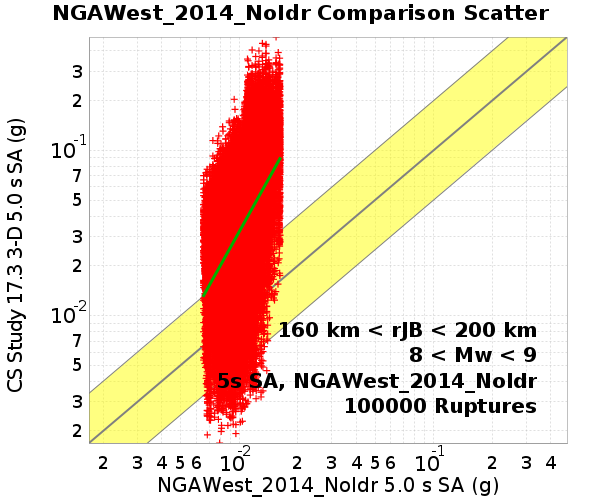 NGAWest_2014_NoIdr Comparison Scatter
CS Study 17.3 3-D 5.0 s SA (g)
3
2
10-1
7
5
3
2
10-2
7
5
3
2
160 km < rJB < 200 km
8 < Mw < 9
5s SA, NGAWest_2014_NoIdr
100000 Ruptures
2 3 4 5 6 10-2 2 3 4 5 6 10-1 2 3 4
NGAWest_2014_NoIdr 5.0 s SA (g)